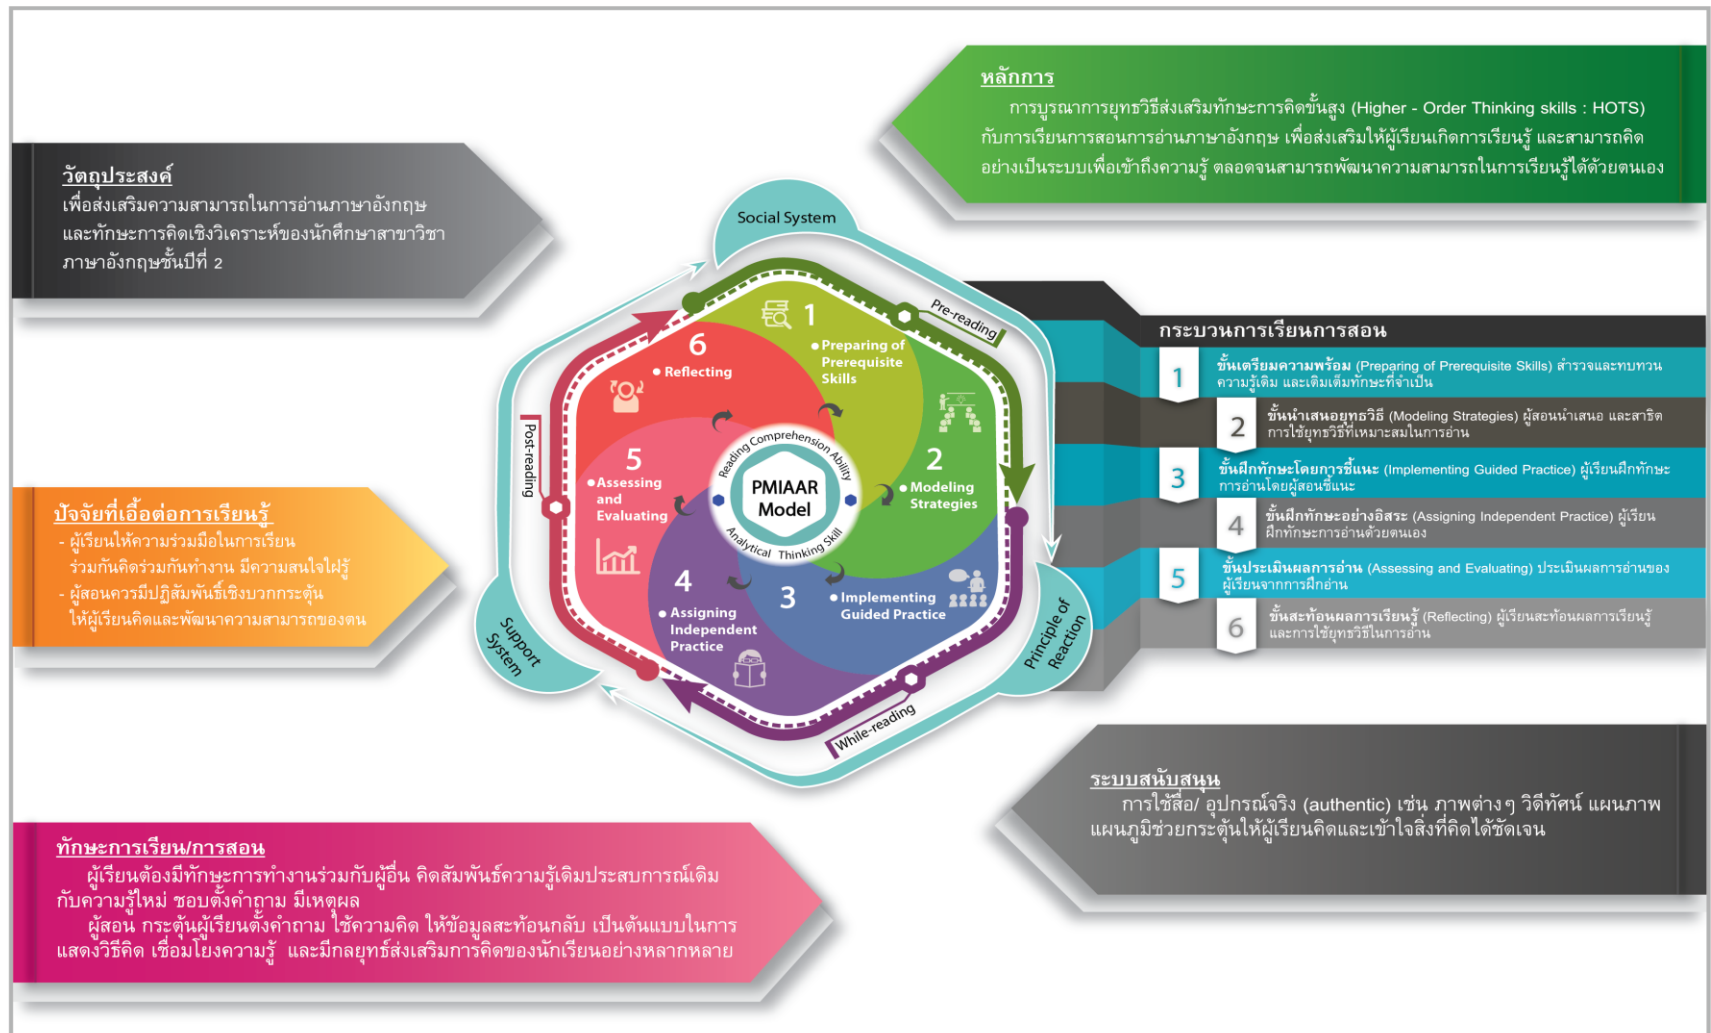 หลักการ
การบูรณาการยุทธวิธีส่งเสริมทักษะการคิดขั้นสูง (Higher - Order Thinking skills : HOTS)
กับการเรียนการสอนการอ่านภาษาอังกฤษ เพื่อส่งเสริมให้ผู้เรียนเกิดการเรียนรู้ และสามารถคิด
อย่างเป็นระบบเพื่อเข้าถึงความรู้ ตลอดจนสามารถพัฒนาความสามารถในการเรียนรู้ได้ด้วยตนเอง
วัตถุประสงค์
เพื่อส่งเสริมความสามารถในการอ่านภาษาอังกฤษ
และทักษะการคิดเชิงวิเคราะห์ของนักศึกษาสาขาวิชา
ภาษาอังกฤษชั้นปีที่ 2
Social System
Pre-reading
1
Preparing of
Prerequisite
Skills
2
Modeling
Strategies
3
Implementing
Guided Practice
4
Assigning
Independent
Practice
5
Assessing
and
Evaluating
6
Reflecting
Reading Comprehension Ability
PMIAAR
Model
Analytical Thinking Skill
Post-reading
While-reading
Support
System
Principle of
Reaction
กระบวนการเรียนการสอน
1
ขั้นเตรียมความพร้อม (Preparing of Prerequisite Skills) สำรวจและทบทวน
ความรู้เดิม และเติมเต็มทักษะที่จำเป็น
2
ขั้นนำเสนอยุทธวิธี (Modeling Strategies) ผู้สอนนำเสนอ และสาธิต
การใช้ยุทธวิธีที่เหมาะสมในการอ่าน
3
ขั้นฝึกทักษะโดยการชี้แนะ (Implementing Guided Practice) ผู้เรียนฝึกทักษะ
การอ่านโดยผู้สอนชี้แนะ
4
ขั้นฝึกทักษะอย่างอิสระ (Assigning Independent Practice) ผู้เรียน
ฝึกทักษะการอ่านด้วยตนเอง
5
ขั้นประเมินผลการอ่าน (Assessing and Evaluating) ประเมินผลการอ่านของ
ผู้เรียนจากการฝึกอ่าน
6
ขั้นสะท้อนผลการเรียนรู้ (Reflecting) ผู้เรียนสะท้อนผลการเรียนรู้
และการใช้ยุทธวิธีในการอ่าน
ปัจจัยที่เอื้อต่อการเรียนรู้
- ผู้เรียนให้ความร่วมมือในการเรียน
ร่วมกันคิดร่วมกันทำงาน มีความสนใจใฝ่รู้
- ผู้สอนควรมีปฏิสัมพันธ์เชิงบวกกระตุ้น
ให้ผู้เรียนคิดและพัฒนาความสามารถของตน
ระบบสนับสนุน
การใช้สื่อ/ อุปกรณ์จริง (authentic) เช่น ภาพต่างๆ วิดีทัศน์ แผนภาพ
แผนภูมิช่วยกระตุ้นให้ผู้เรียนคิดและเข้าใจสิ่งที่คิดได้ชัดเจน
ทักษะการเรียน/การสอน
ผู้เรียนต้องมีทักษะการทำงานร่วมกับผู้อื่น คิดสัมพันธ์ความรู้เดิมประสบการณ์เดิม
กับความรู้ใหม่ ชอบตั้งคำถาม มีเหตุผล
ผู้สอน กระตุ้นผู้เรียนตั้งคำถาม ใช้ความคิด ให้ข้อมูลสะท้อนกลับ เป็นต้นแบบในการ
แสดงวิธีคิด เชื่อมโยงความรู้ และมีกลยุทธ์ส่งเสริมการคิดของนักเรียนอย่างหลากหลาย